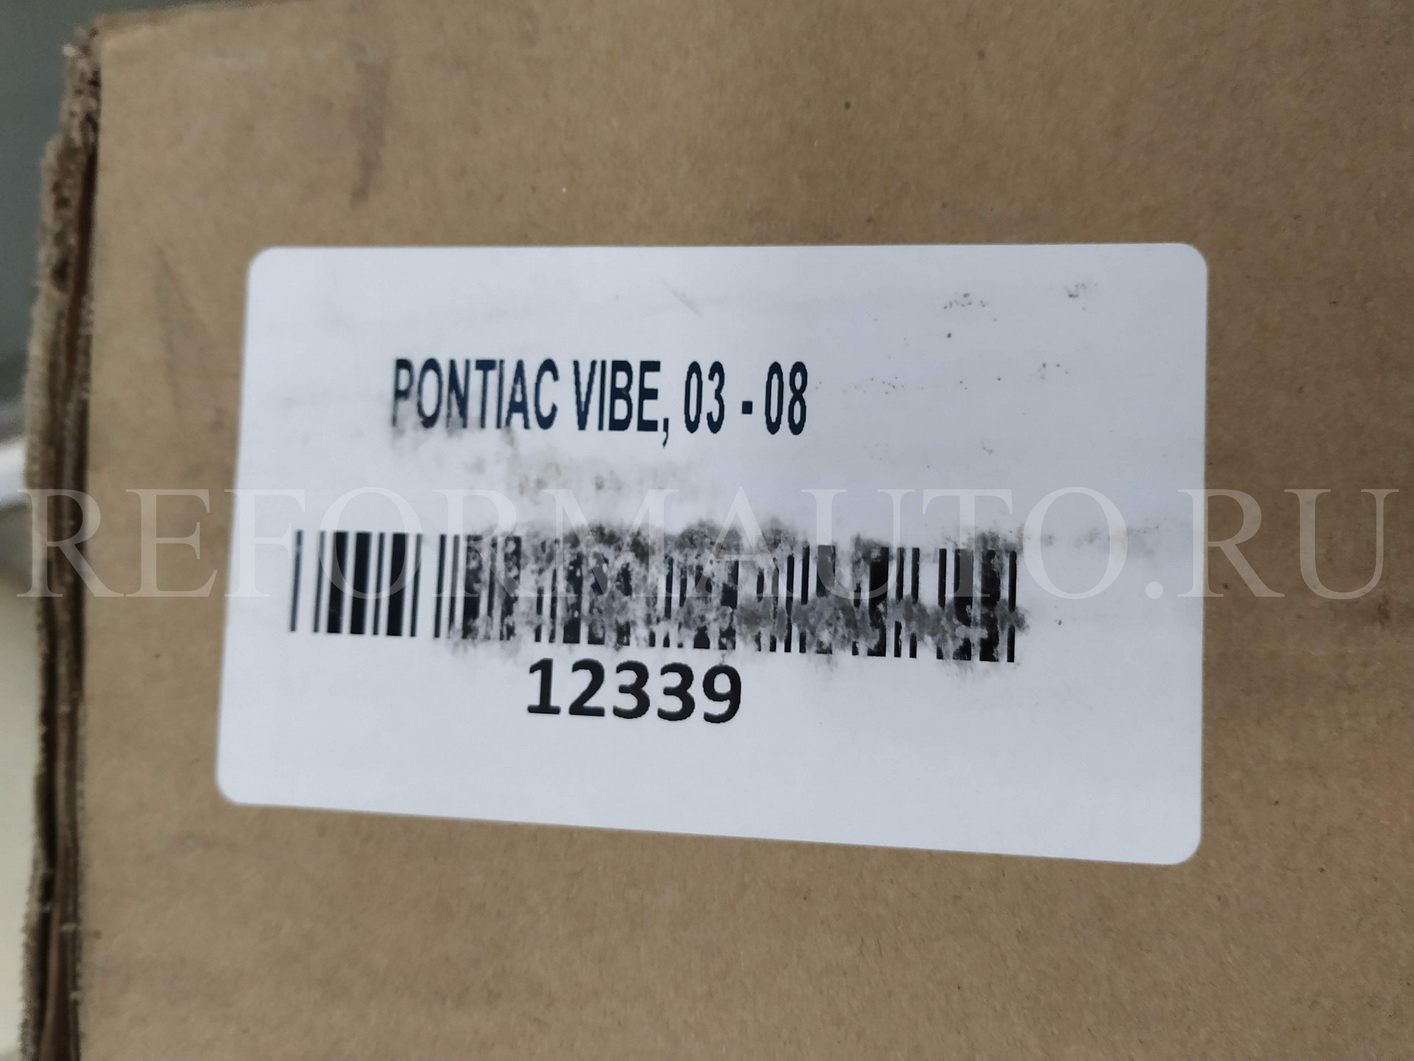 PONTIAC VIBE, 03 - 08
REFORMAUTO.RU
12339